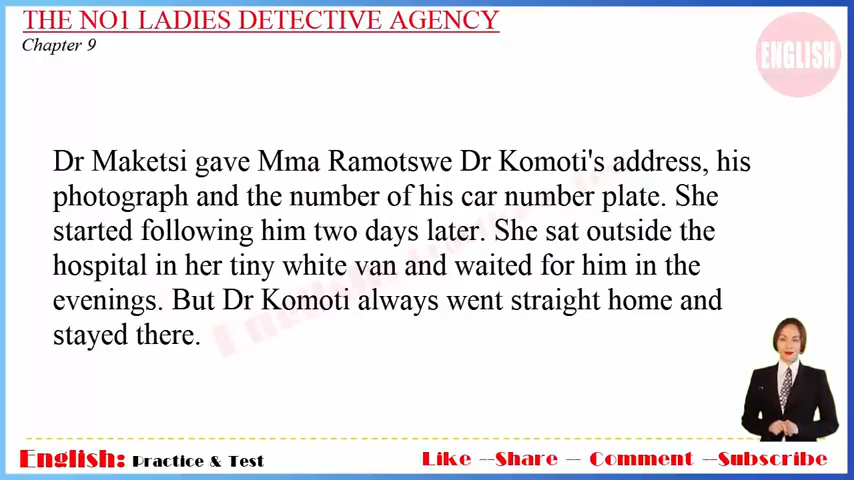 THE NO1 LADIES DETECTIVE AGENCY
Chapter 9
ENGLISH
Dr Maketsi gave Mma Ramotswe Dr Komoti's address, his
photograph and the number of his car number plate. She
started following him two days later. She sat outside the
hospital in her tiny white van and waited for him in the
evenings. But Dr Komoti always went straight home and
stayed there.
English: Practice & Test
Like --Share -- Comment --Subscribe